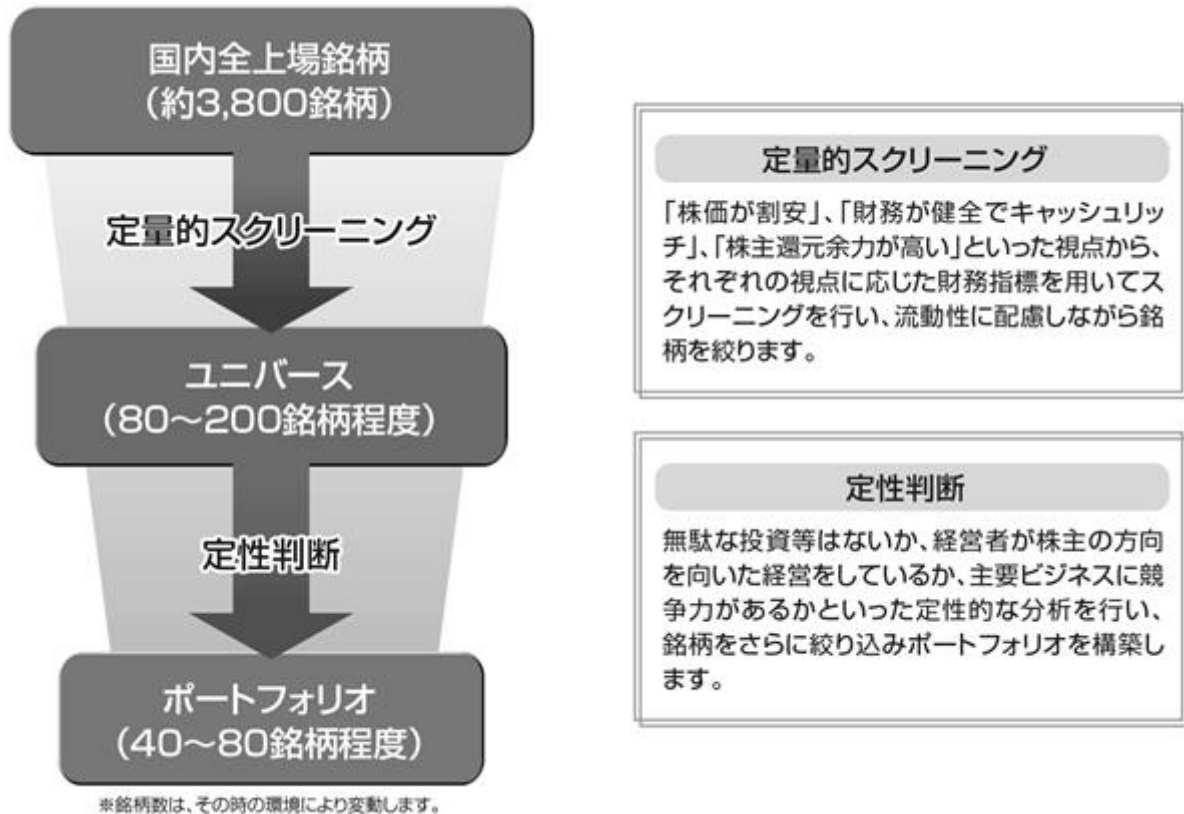 国内全上場銘柄
(約3,800銘柄)
定量的スクリーニング
ユニバース
(80～200銘柄程度)
定性判断
ポートフォリオ
(40～80銘柄程度)
※銘柄数は、その時の環境により変動します。
定量的スクリーニング
「株価が割安」、「財務が健全でキャッシュリッ
チ」、「株主還元余力が高い」といった視点から、
それぞれの視点に応じた財務指標を用いてス
クリーニングを行い、流動性に配慮しながら銘
柄を絞ります。
定性判断
無駄な投資等はないか、経営者が株主の方向
を向いた経営をしているか、主要ビジネスに競
争力があるかといった定性的な分析を行い、
銘柄をさらに絞り込みポートフォリオを構築し
ます。